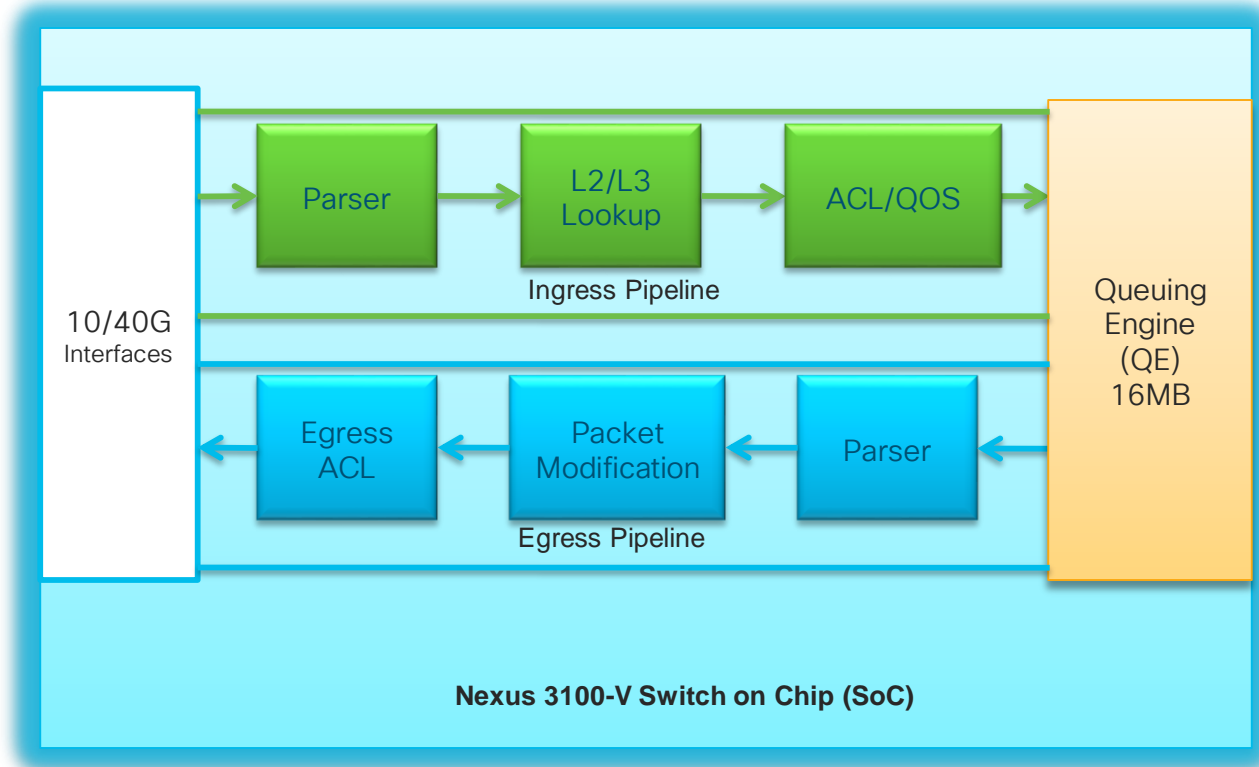 Parser
L2/L3
Lookup
ACL/QOS
Ingress Pipeline
10/40G
Interfaces
Queuing
Engine
(QE)
16MB
Egress
ACL
Packet
Modification
Parser
Egress Pipeline
Nexus 3100-V Switch on Chip (SoC)